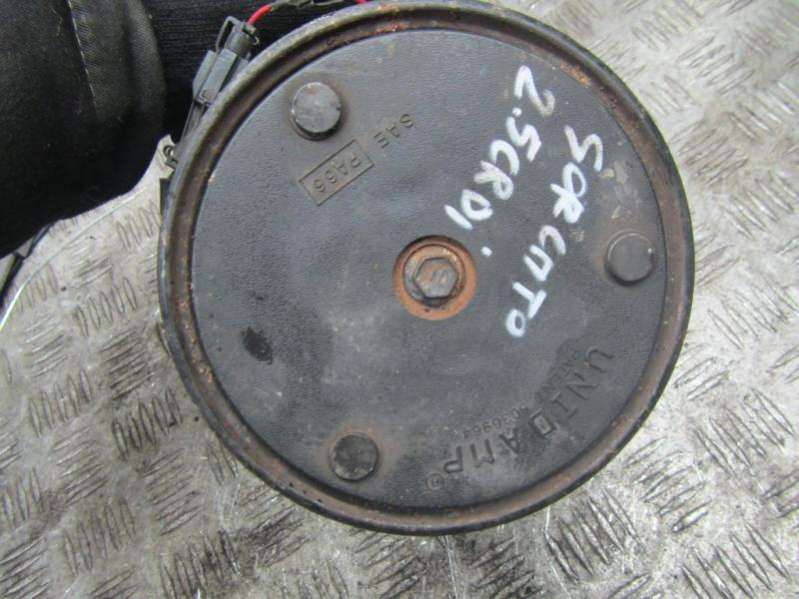 SORENTO
2.5CRDi
SAE PA66
UNIDAMP